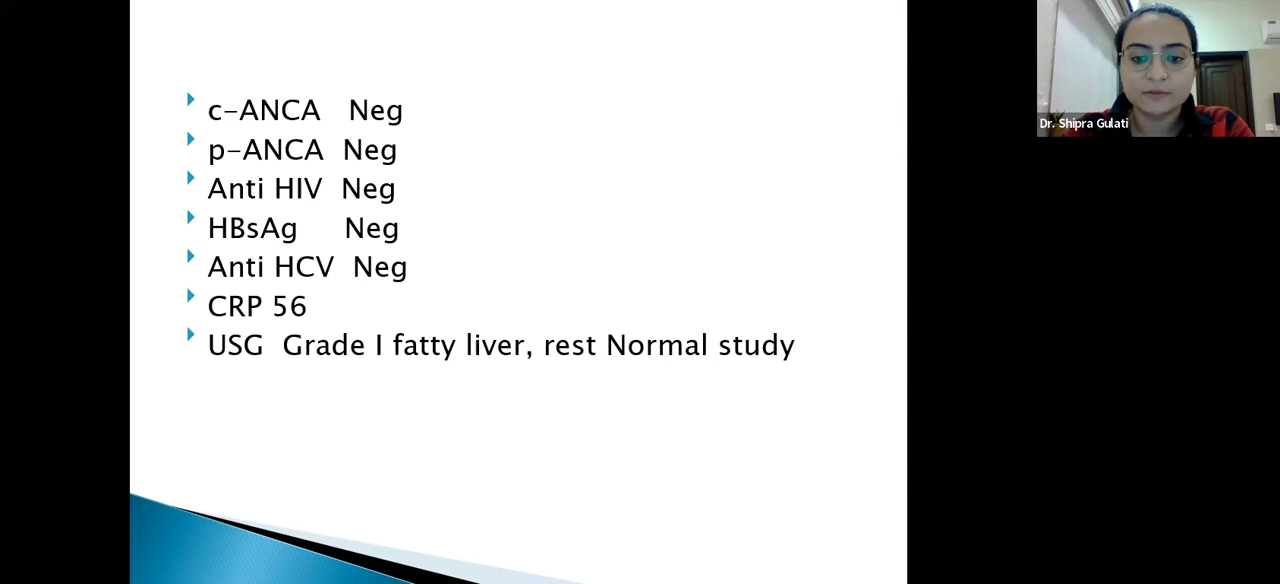 c-ANCA Neg
p-ANCA Neg
Anti HIV Neg
HBsAg Neg
Anti HCV Neg
CRP 56
USG Grade I fatty liver, rest Normal study
Dr. Shipra Gulati